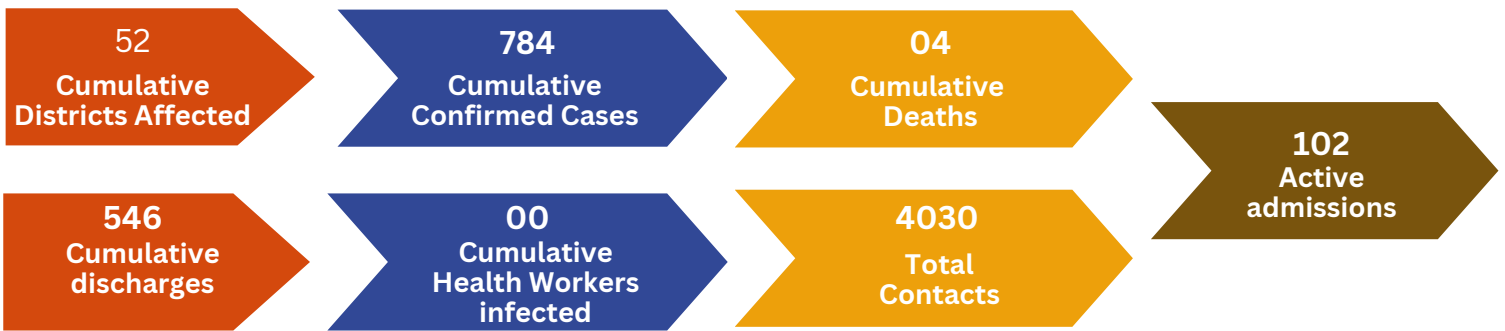 52
Cumulative
Districts Affected
784
Cumulative
Confirmed Cases
04
Cumulative
Deaths
102
Active
admissions
546
Cumulative
discharges
00
Cumulative
Health Workers
infected
4030
Total
Contacts